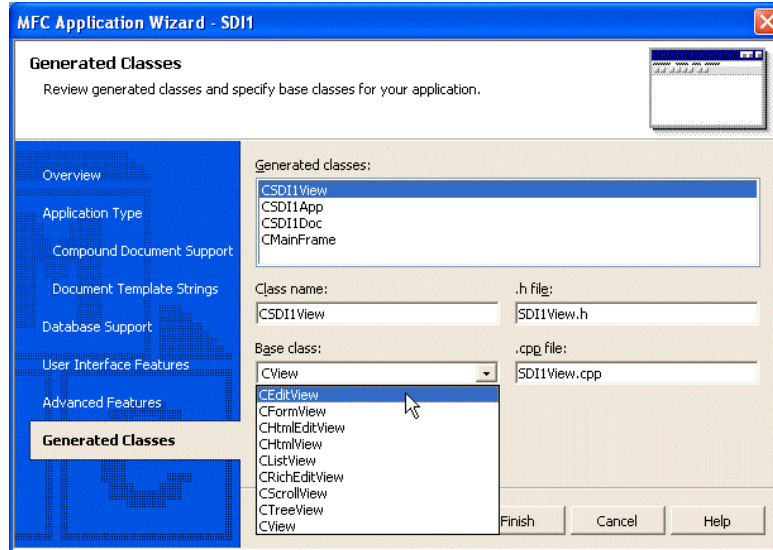 MFC Application Wizard - SDI1
Generated Classes
Review generated classes and specify base classes for your application.
Overview
Application Type
Compound Document Support
Document Template Strings
Database Support
User Interface Features
Advanced Features
Generated Classes
Generated classes:
CSDI1View
CSDI1App
CSDI1Doc
CMainFrame
Class name:
.h file:
CSDI1View
SDI1View.h
Base class:
.cpp file:
CView
SDI1View.cpp
CEditView
CFormView
CHtmlEditView
CHtmlView
CListView
CRichEditView
CScrollView
CTreeView
CView
Finish
Cancel
Help